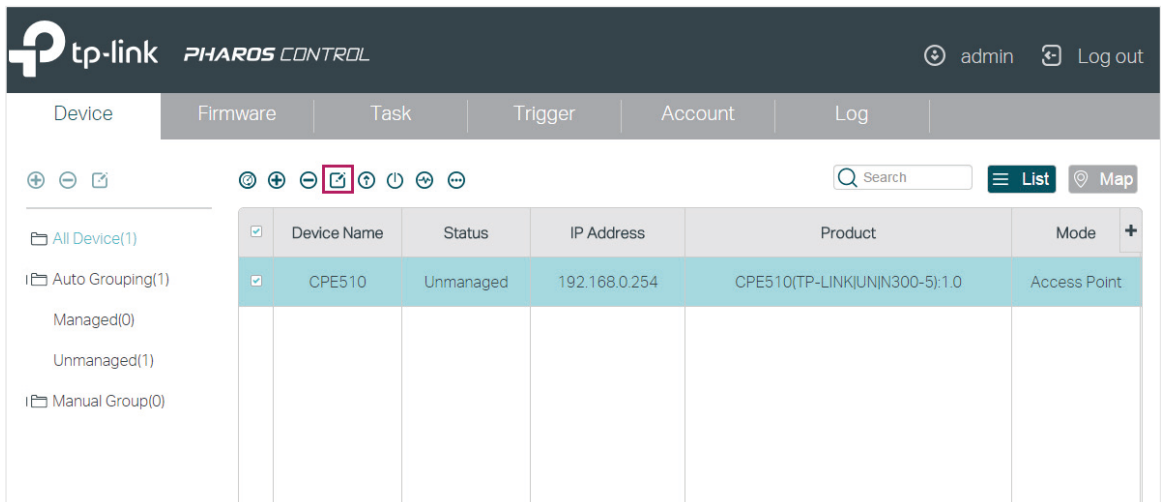 tp-link PHAROS CONTROL admin Log out
Device Firmware Task Trigger Account Log
Search List Map
All Device(1)
Auto Grouping(1)
Managed(0)
Unmanaged(1)
Manual Group(0)
Device Name Status IP Address Product Mode +
CPE510 Unmanaged 192.168.0.254 CPE510(TP-LINK|UN|N300-5):1.0 Access Point